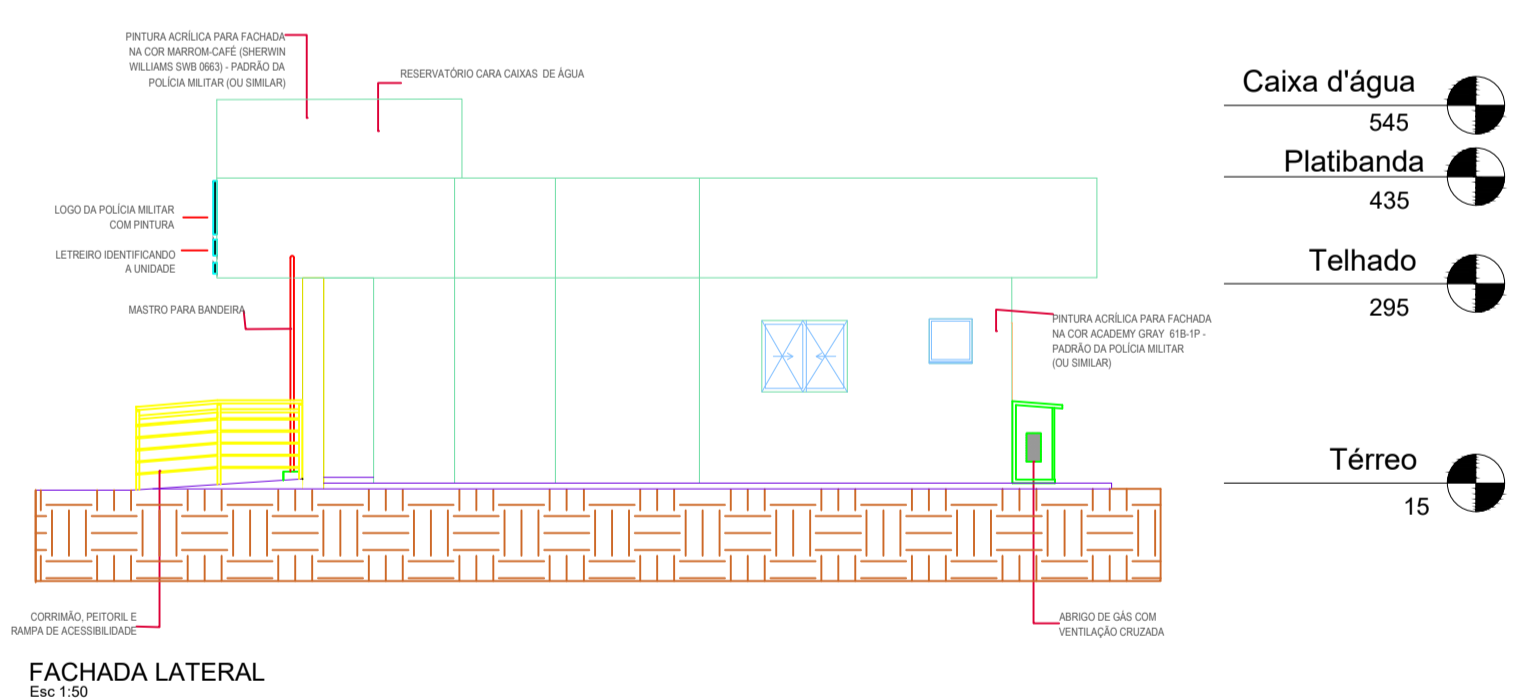 PINTURA ACRÍLICA PARA FACHADA
NA COR MARROM-CAFÉ (SHERWIN
WILLIAMS SWB 0663) - PADRÃO DA
POLÍCIA MILITAR (OU SIMILAR)
RESERVATÓRIO CARA CAIXAS DE ÁGUA
LOGO DA POLÍCIA MILITAR
COM PINTURA
LETREIRO IDENTIFICANDO
A UNIDADE
MASTRO PARA BANDEIRA
PINTURA ACRÍLICA PARA FACHADA
NA COR ACADEMY GRAY 61B-1P -
PADRÃO DA POLÍCIA MILITAR
(OU SIMILAR)
CORRIMÃO, PEITORIL E
RAMPA DE ACESSIBILIDADE
ABRIGO DE GÁS COM
VENTILAÇÃO CRUZADA
Caixa d'água
545
Platibanda
435
Telhado
295
Térreo
15
FACHADA LATERAL
Esc 1:50